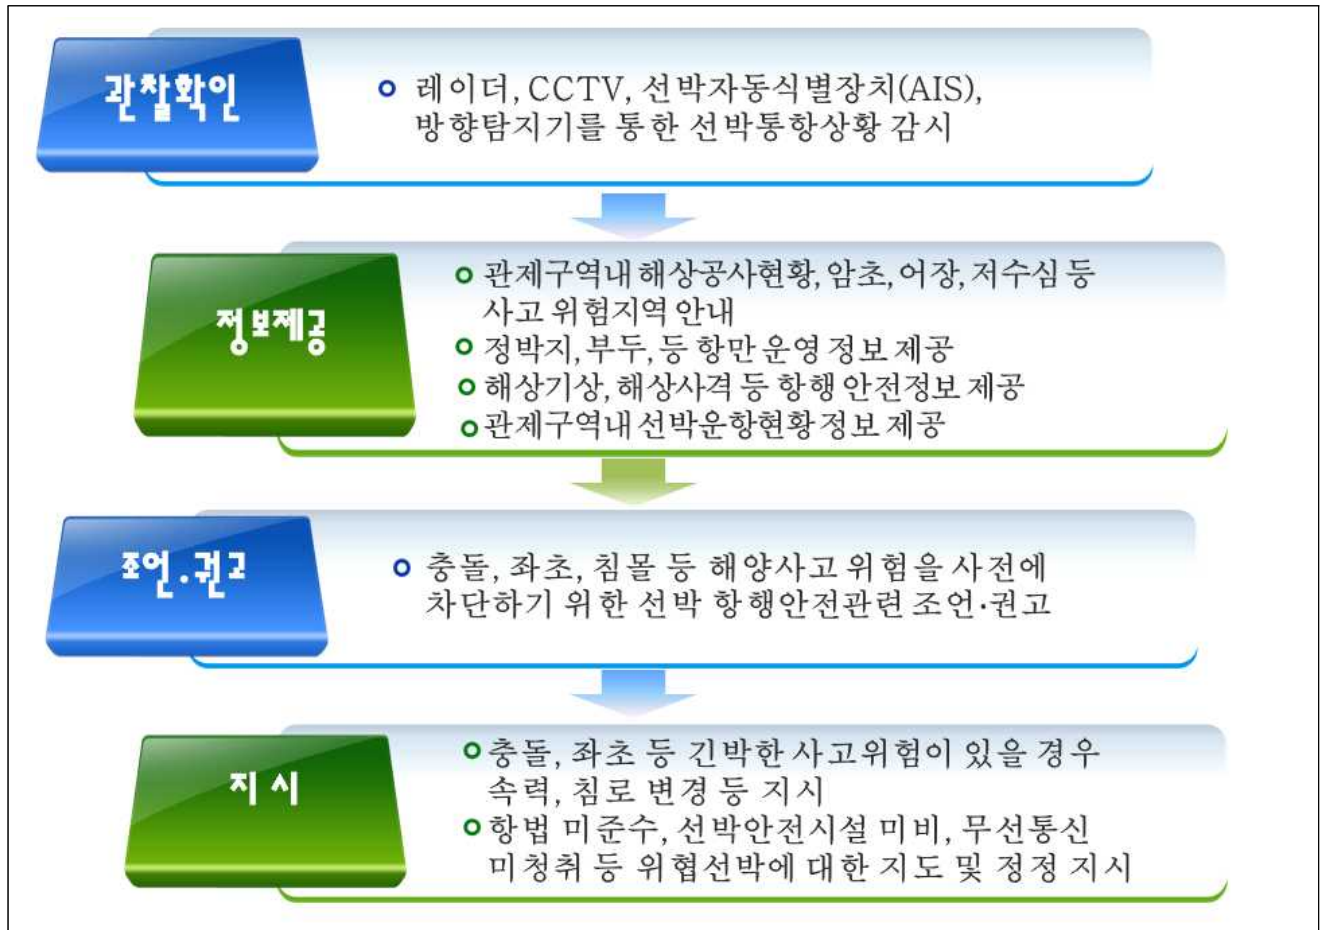 관찰확인
레이더, CCTV, 선박자동식별장치(AIS),
방향탐지기를 통한 선박통항상황 감시
정보제공
관제구역내 해상공사현황, 암초, 어장, 저수심 등
사고 위험지역 안내
정박지, 부두, 등 항만 운영 정보 제공
해상기상, 해상사격 등 항행 안전정보 제공
관제구역내 선박운항현황 정보 제공
조언.권고
충돌, 좌초, 침몰 등 해양사고 위험을 사전에
차단하기 위한 선박 항행안전관련 조언·권고
지 시
충돌, 좌초 등 긴박한 사고위험이 있을 경우
속력, 침로 변경 등 지시
항법 미준수, 선박안전시설 미비, 무선통신
미청취 등 위협선박에 대한 지도 및 정정 지시